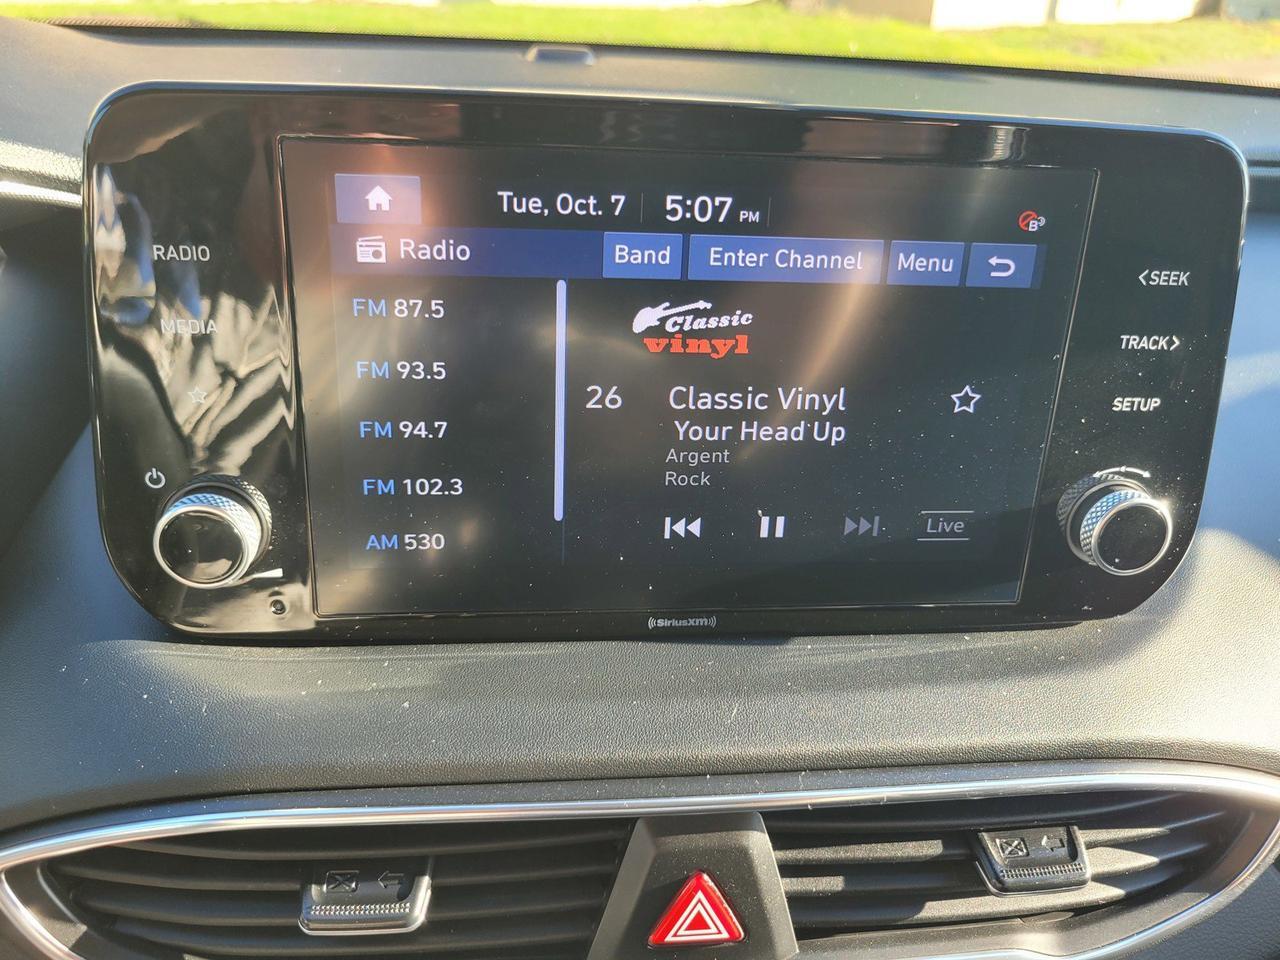 Tue, Oct. 7 5:07 PM
B
Radio Band Enter Channel Menu
RADIO
MEDIA
FM 87.5
FM 93.5
FM 94.7
FM 102.3
AM 530
Classic
vinyl
26 Classic Vinyl
Your Head Up
Argent
Rock
Live
<SEEK
TRACK>
SETUP
((SiriusXM))